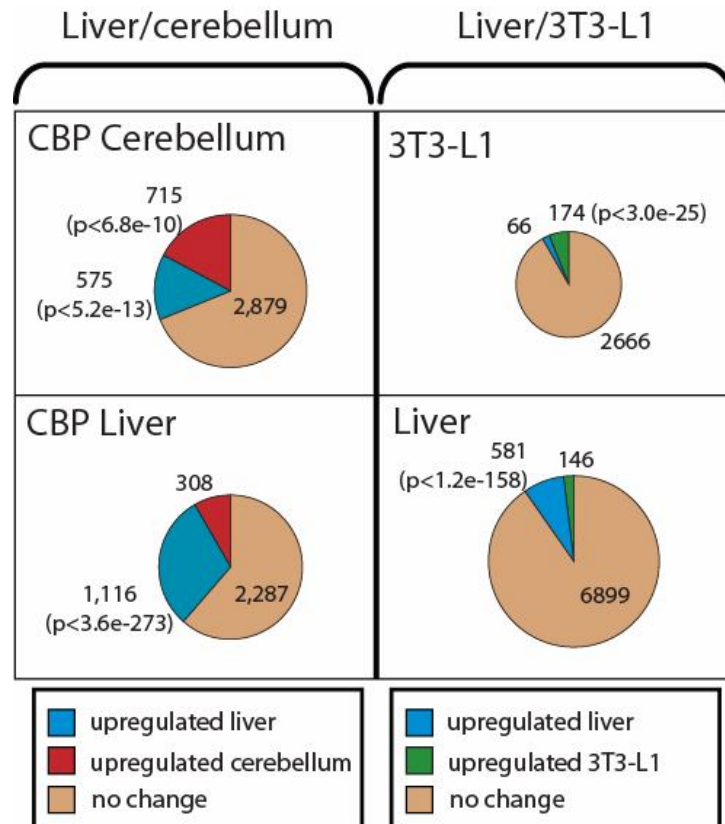 Liver/cerebellum
Liver/3T3-L1
CBP Cerebellum
715
(p<6.8e-10)
575
(p<5.2e-13)
2,879
3T3-L1
66
174 (p<3.0e-25)
2666
CBP Liver
308
1,116
(p<3.6e-273)
2,287
Liver
581
(p<1.2e-158)
146
6899
upregulated liver
upregulated cerebellum
no change
upregulated liver
upregulated 3T3-L1
no change